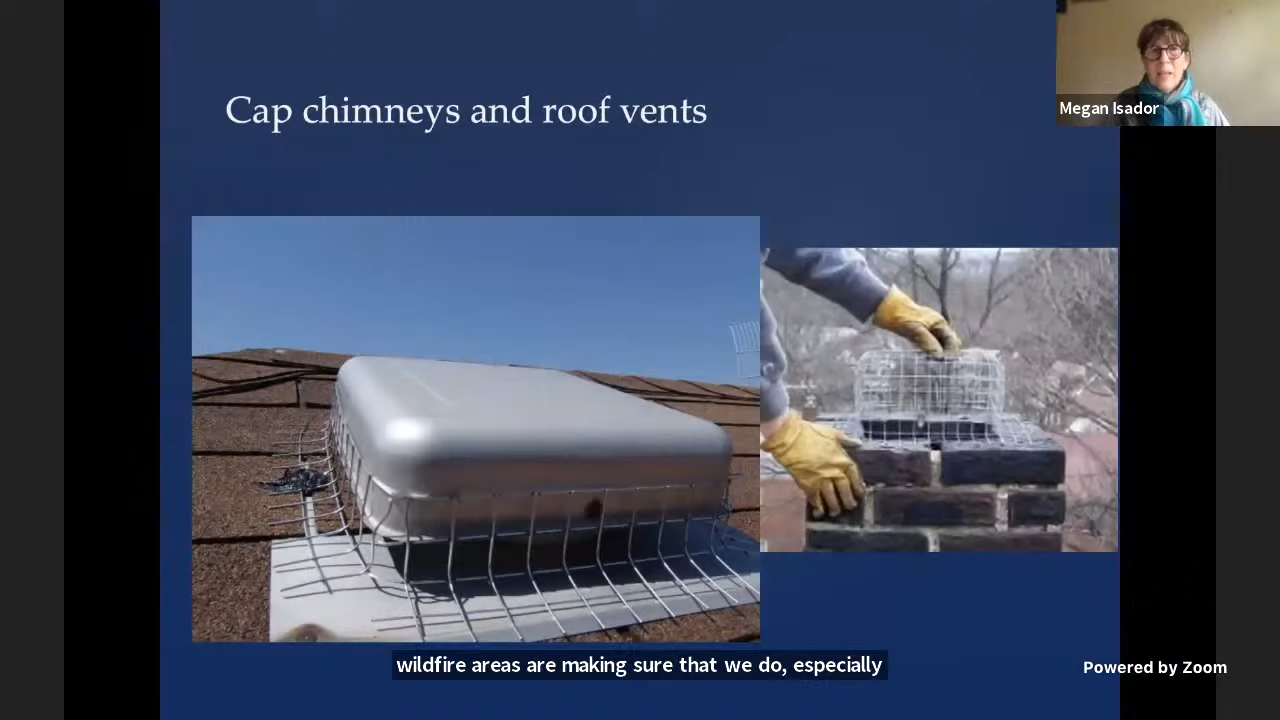 Cap chimneys and roof vents
Megan Isador
wildfire areas are making sure that we do, especially
Powered by Zoom